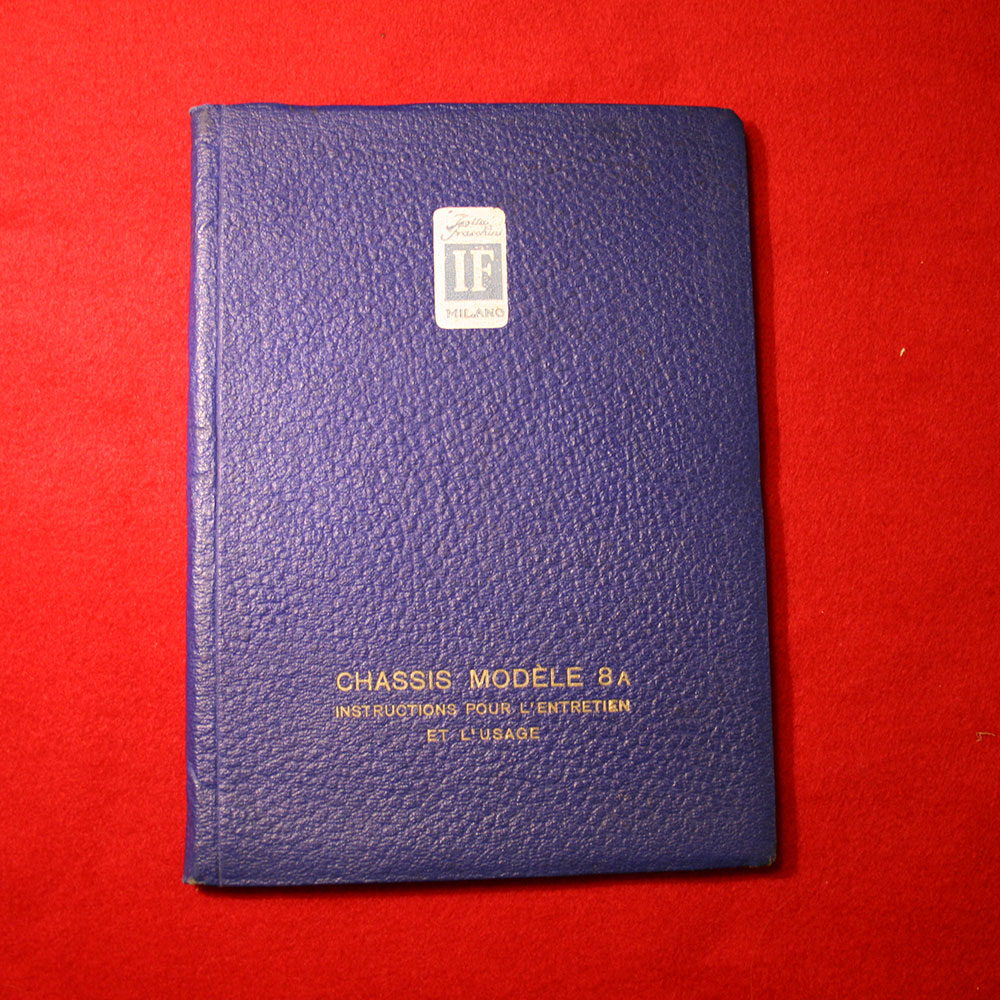 Isotta
Fraschini
IF
MILANO
CHASSIS MODÈLE 8A
INSTRUCTIONS POUR L'ENTRETIEN
ET L'USAGE